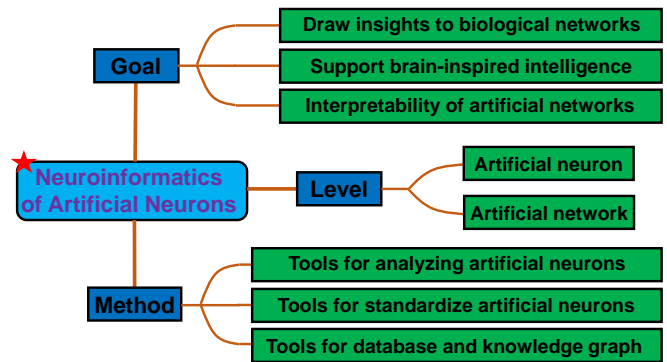 Draw insights to biological networks
Goal
Support brain-inspired intelligence
Interpretability of artificial networks
Neuroinformatics
of Artificial Neurons
Level
Artificial neuron
Artificial network
Tools for analyzing artificial neurons
Method
Tools for standardize artificial neurons
Tools for database and knowledge graph